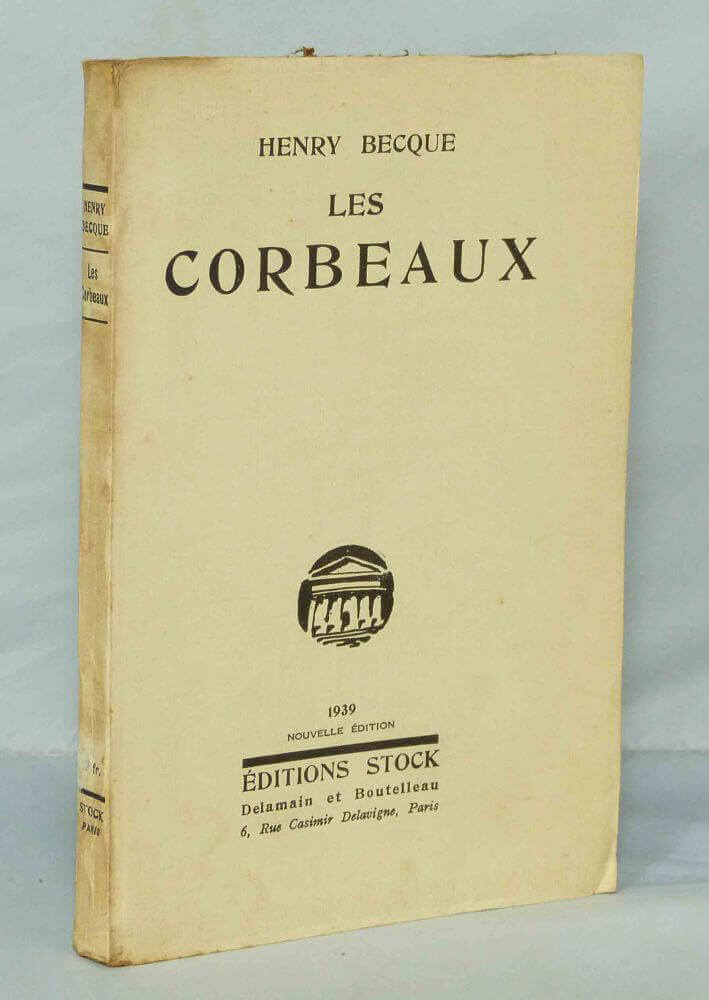 HENRY BECQUE
LES
CORBEAUX
1939
NOUVELLE ÉDITION
ÉDITIONS STOCK
Delamain et Boutelleau
6, Rue Casimir Delavigne, Paris
HENRY
BECQUE
Les
Corbeaux
fr.
STOCK
PARIS